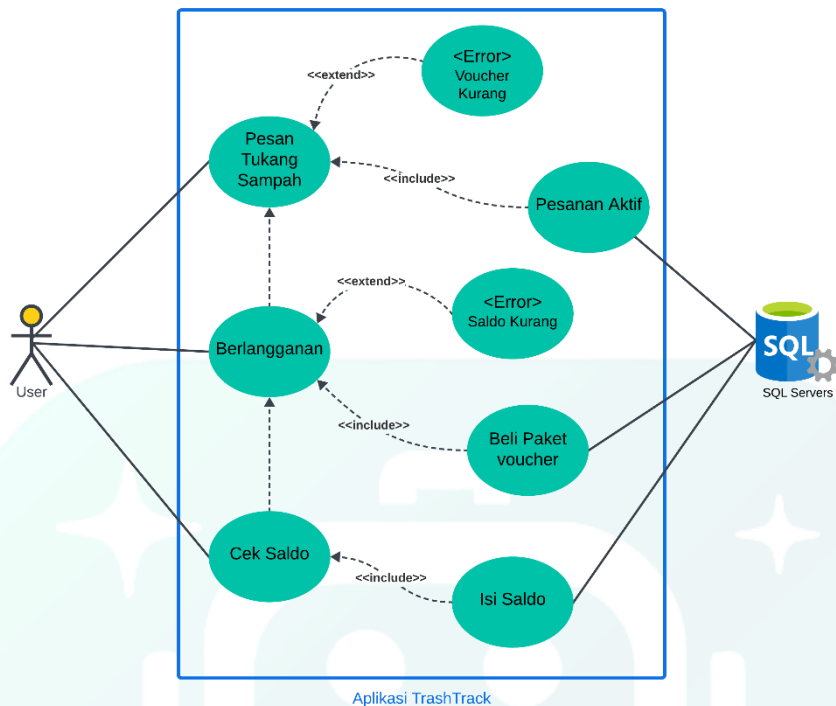 <Error>
Voucher
Kurang
<<extend>>
Pesan
Tukang
Sampah
<<include>>
Pesanan Aktif
<<extend>>
<Error>
Saldo Kurang
Berlangganan
User
SQL
SQL Servers
<<include>>
Beli Paket
voucher
Cek Saldo
<<include>>
Isi Saldo
Aplikasi TrashTrack